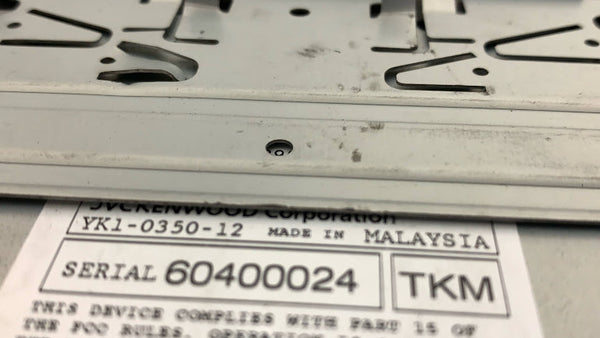 JVCKENWOOD Corporation
YK1-0350-12 MADE IN MALAYSIA
SERIAL 60400024 TKM
THIS DEVICE COMPLIES WITH PART 15 OF
THE FCC RULES. OPERATION